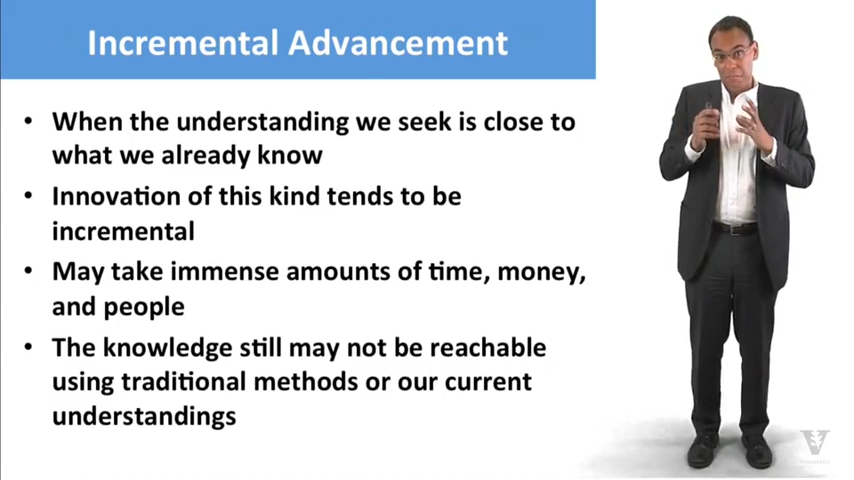 Incremental Advancement
• When the understanding we seek is close to
what we already know
• Innovation of this kind tends to be
incremental
• May take immense amounts of time, money,
and people
• The knowledge still may not be reachable
using traditional methods or our current
understandings
V
VANDERBILT